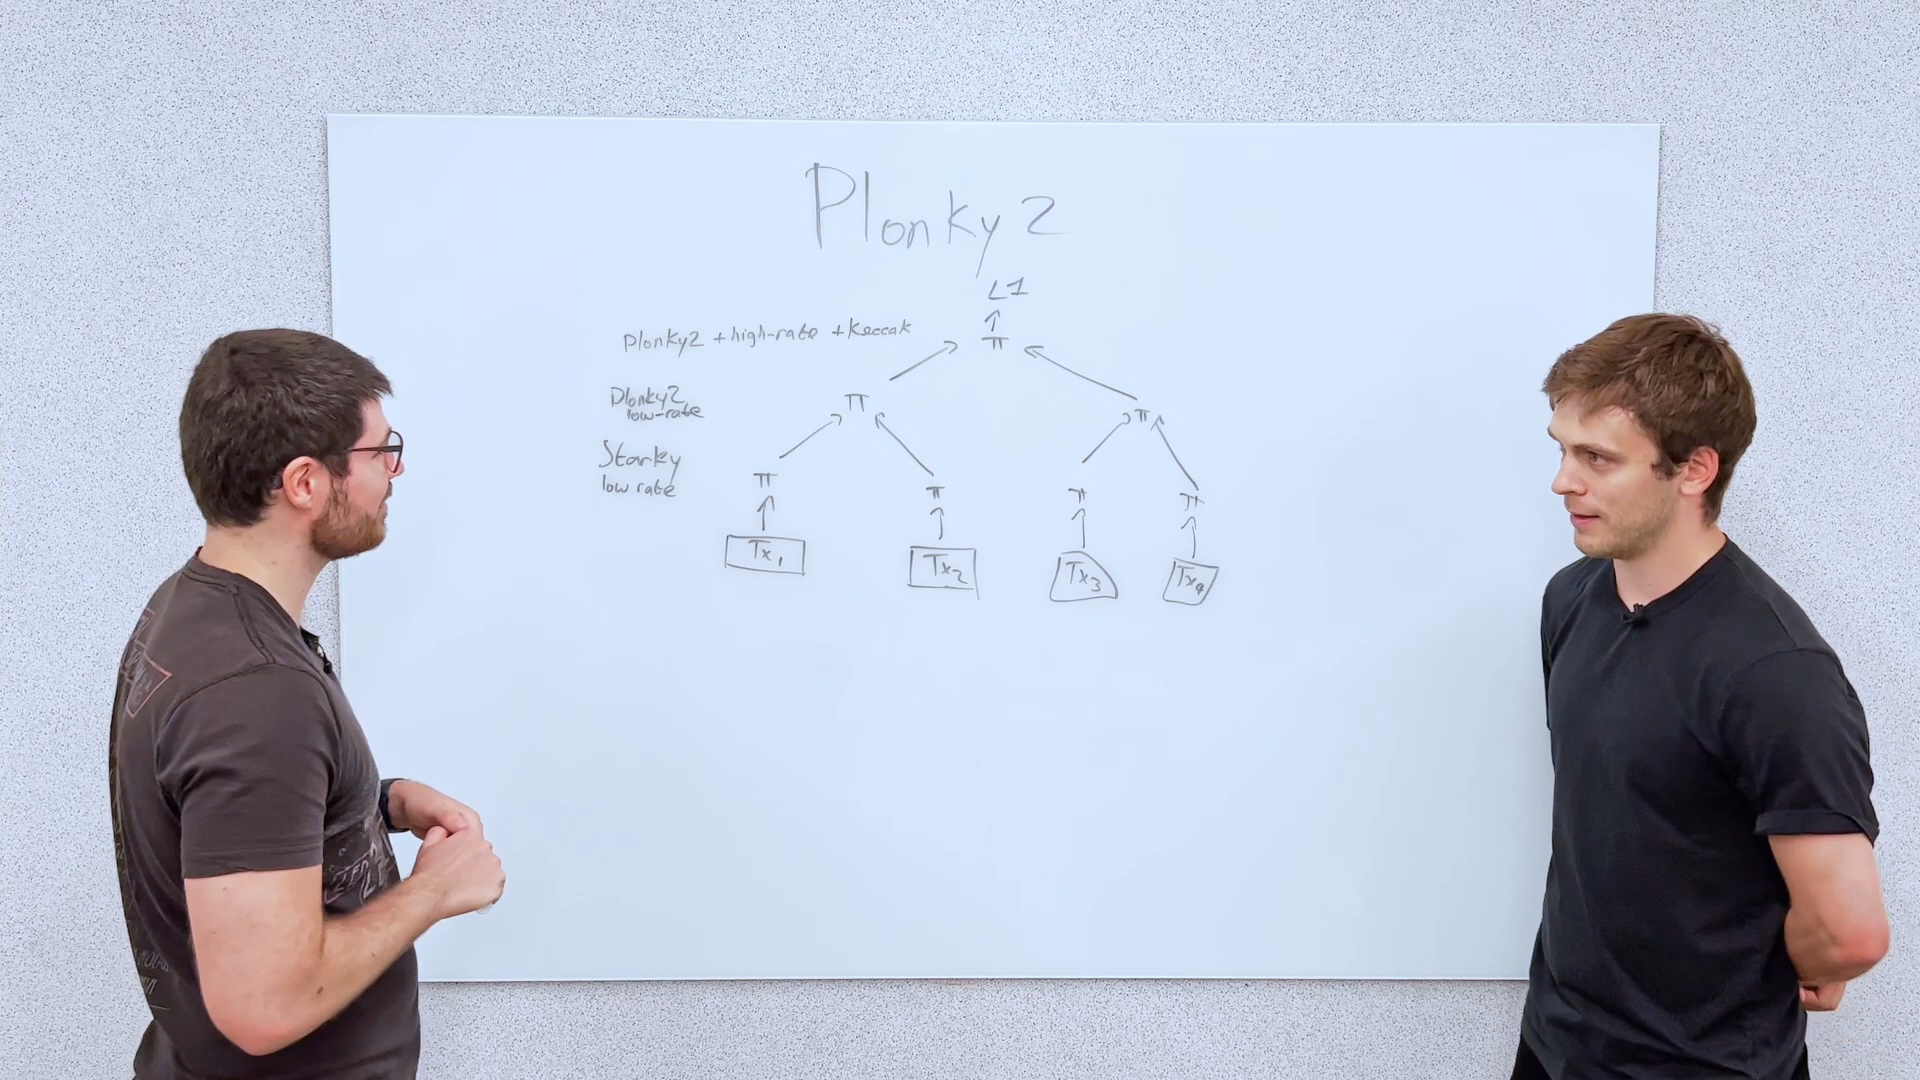 Plonky2
L1
plonky2 +high-rate +Keccak
π
Plonky2
low-rate
π π
Starky
low rate
π π π π
Tx1 Tx2 Tx3 Tx4